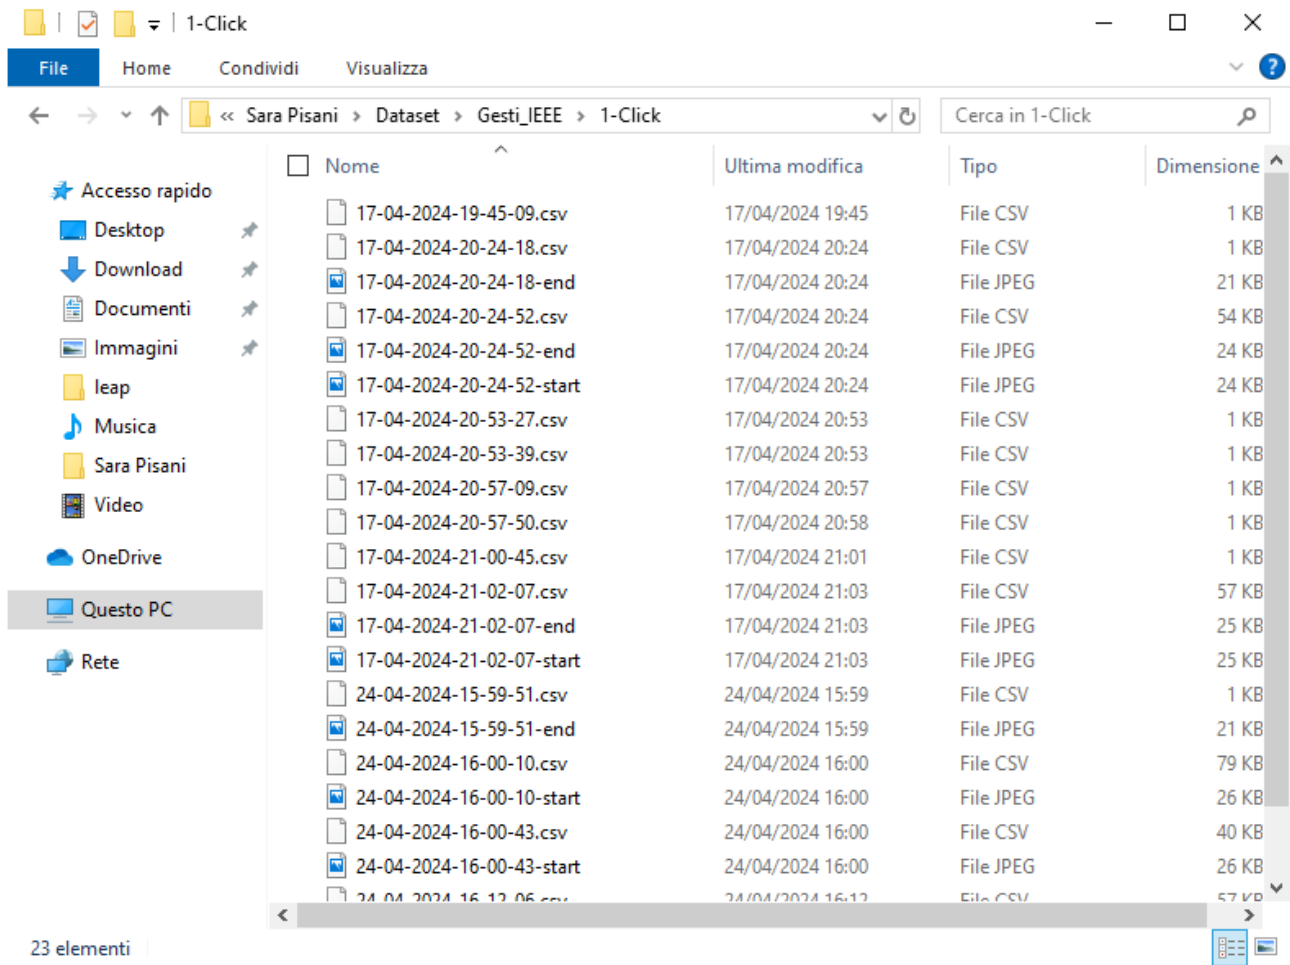 1-Click
File Home Condividi Visualizza
« Sara Pisani > Dataset > Gesti_IEEE > 1-Click Cerca in 1-Click
Nome Ultima modifica Tipo Dimensione
Accesso rapido
Desktop
Download
Documenti
Immagini
leap
Musica
Sara Pisani
Video
OneDrive
Questo PC
Rete
17-04-2024-19-45-09.csv 17/04/2024 19:45 File CSV 1 KB
17-04-2024-20-24-18.csv 17/04/2024 20:24 File CSV 1 KB
17-04-2024-20-24-18-end 17/04/2024 20:24 File JPEG 21 KB
17-04-2024-20-24-52.csv 17/04/2024 20:24 File CSV 54 KB
17-04-2024-20-24-52-end 17/04/2024 20:24 File JPEG 24 KB
17-04-2024-20-24-52-start 17/04/2024 20:24 File JPEG 24 KB
17-04-2024-20-53-27.csv 17/04/2024 20:53 File CSV 1 KB
17-04-2024-20-53-39.csv 17/04/2024 20:53 File CSV 1 KB
17-04-2024-20-57-09.csv 17/04/2024 20:57 File CSV 1 KB
17-04-2024-20-57-50.csv 17/04/2024 20:58 File CSV 1 KB
17-04-2024-21-00-45.csv 17/04/2024 21:01 File CSV 1 KB
17-04-2024-21-02-07.csv 17/04/2024 21:03 File CSV 57 KB
17-04-2024-21-02-07-end 17/04/2024 21:03 File JPEG 25 KB
17-04-2024-21-02-07-start 17/04/2024 21:03 File JPEG 25 KB
24-04-2024-15-59-51.csv 24/04/2024 15:59 File CSV 1 KB
24-04-2024-15-59-51-end 24/04/2024 15:59 File JPEG 21 KB
24-04-2024-16-00-10.csv 24/04/2024 16:00 File CSV 79 KB
24-04-2024-16-00-10-start 24/04/2024 16:00 File JPEG 26 KB
24-04-2024-16-00-43.csv 24/04/2024 16:00 File CSV 40 KB
24-04-2024-16-00-43-start 24/04/2024 16:00 File JPEG 26 KB
24-04-2024-16-12-06.csv 24/04/2024 16:12 File CSV 57 KB
23 elementi